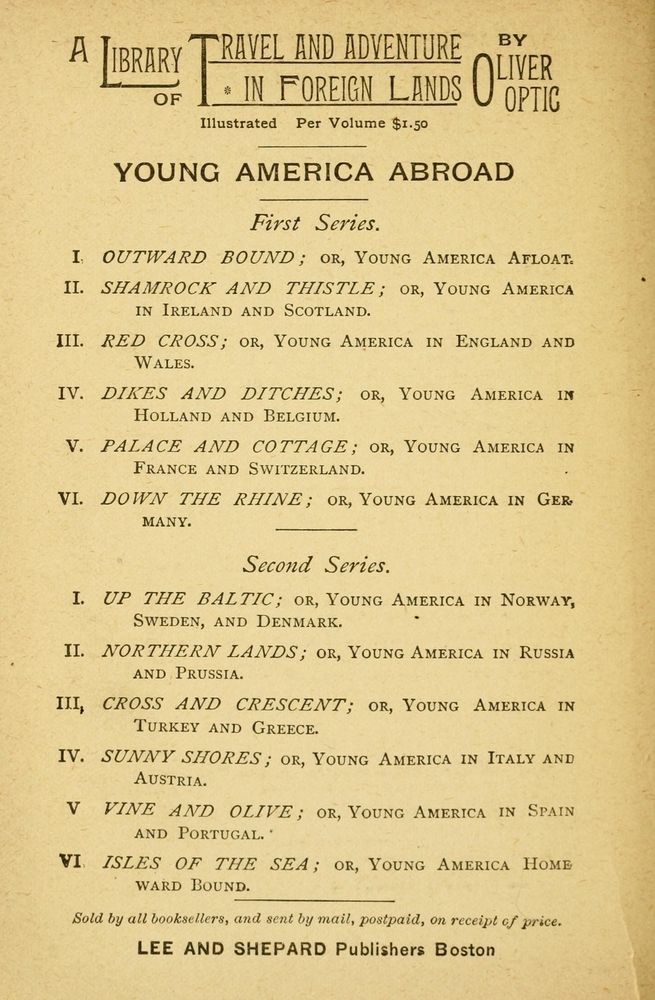 A LIBRARY OF TRAVEL AND ADVENTURE IN FOREIGN LANDS BY OLIVER OPTIC
Illustrated Per Volume $1.50
YOUNG AMERICA ABROAD
First Series.
I. OUTWARD BOUND; OR, YOUNG AMERICA AFLOAT.
II. SHAMROCK AND THISTLE; OR, YOUNG AMERICA
IN IRELAND AND SCOTLAND.
III. RED CROSS; OR, YOUNG AMERICA IN ENGLAND AND
WALES.
IV. DIKES AND DITCHES; OR, YOUNG AMERICA IN
HOLLAND AND BELGIUM.
V. PALACE AND COTTAGE; OR, YOUNG AMERICA IN
FRANCE AND SWITZERLAND.
VI. DOWN THE RHINE; OR, YOUNG AMERICA IN GER-
MANY.
Second Series.
I. UP THE BALTIC; OR, YOUNG AMERICA IN NORWAY,
SWEDEN, AND DENMARK.
II. NORTHERN LANDS; OR, YOUNG AMERICA IN RUSSIA
AND PRUSSIA.
III, CROSS AND CRESCENT; OR, YOUNG AMERICA IN
TURKEY AND GREECE.
IV. SUNNY SHORES; OR, YOUNG AMERICA IN ITALY AND
AUSTRIA.
V VINE AND OLIVE; OR, YOUNG AMERICA IN SPAIN
AND PORTUGAL.
VI. ISLES OF THE SEA; OR, YOUNG AMERICA HOME
WARD BOUND.
Sold by all booksellers, and sent by mail, postpaid, on receipt of price.
LEE AND SHEPARD Publishers Boston